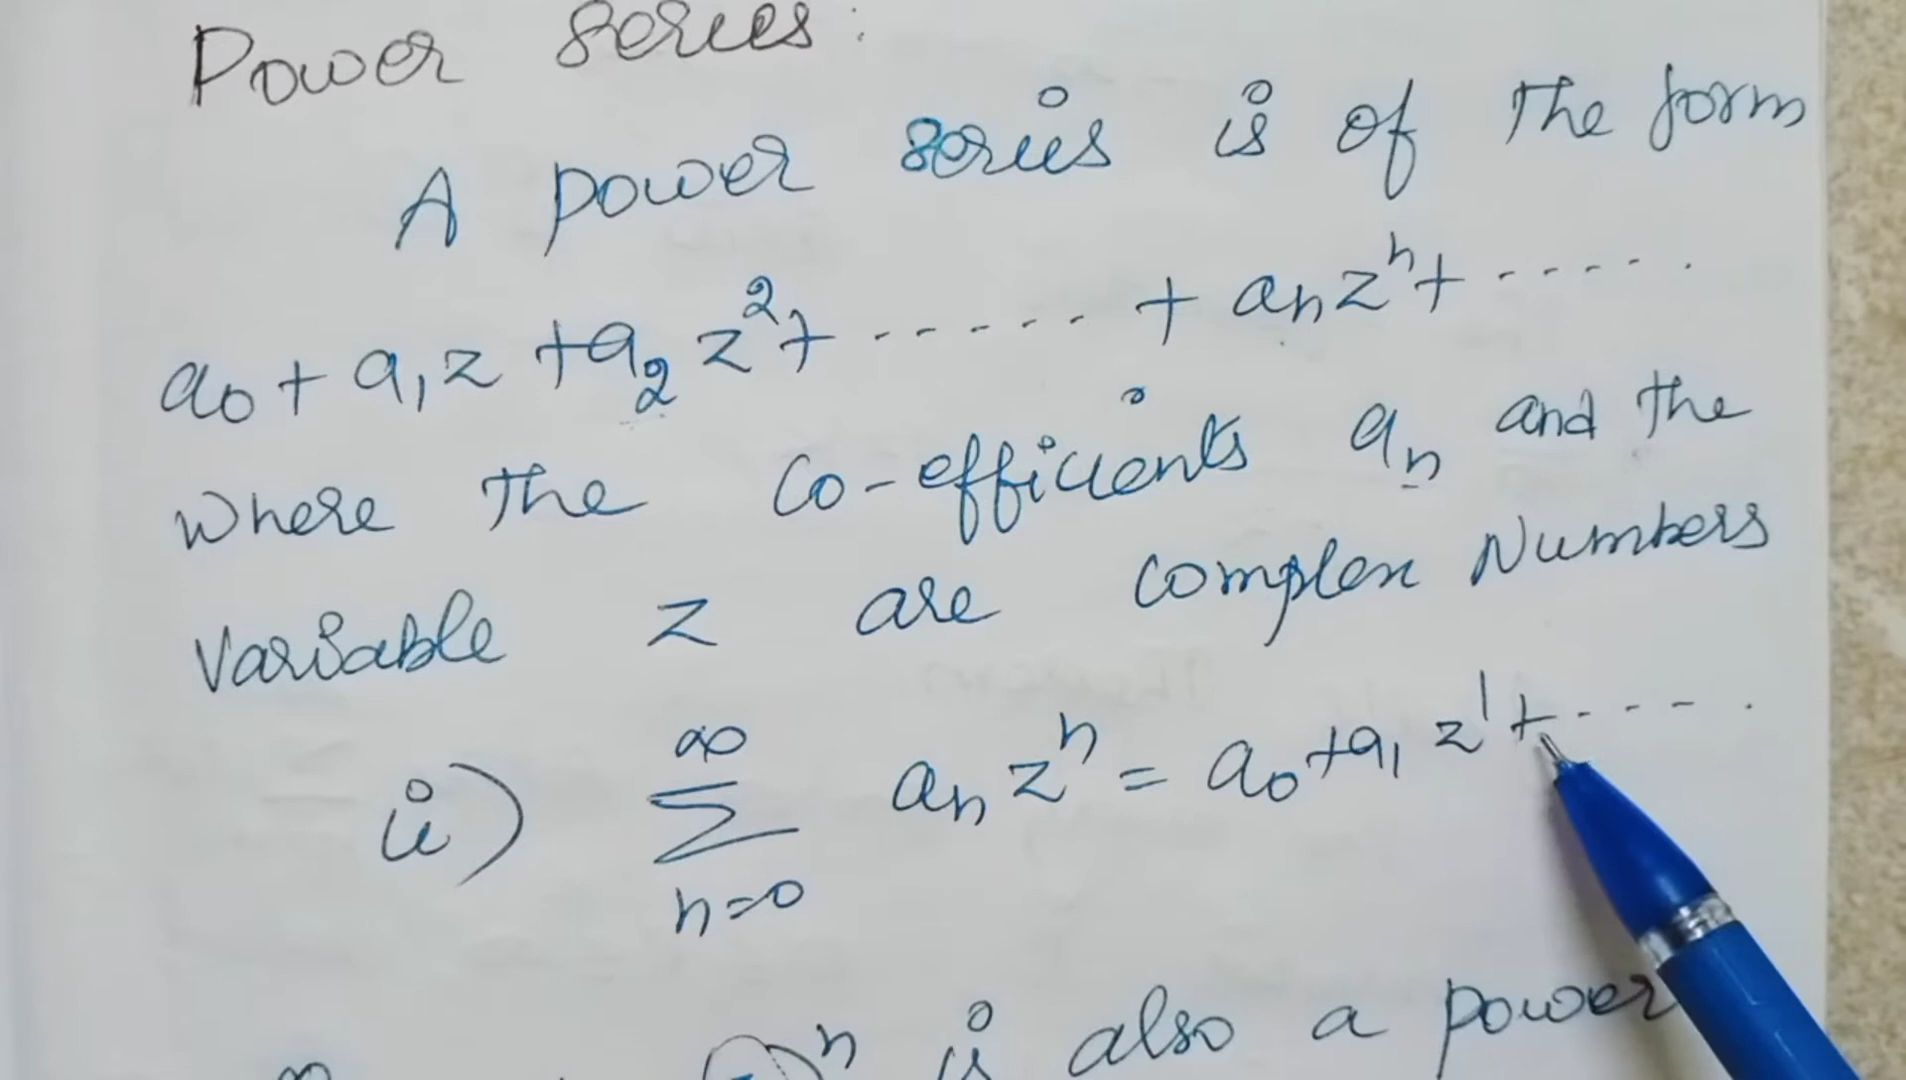 Power series:
A power series is of the form
a₀ + a₁z + a₂z² + ------ + aₙzⁿ + ------
where the co-efficients aₙ and the
variable z are complex Numbers
ie) ∞∑n=0 aₙzⁿ = a₀ + a₁z¹ + -----
n is also a power